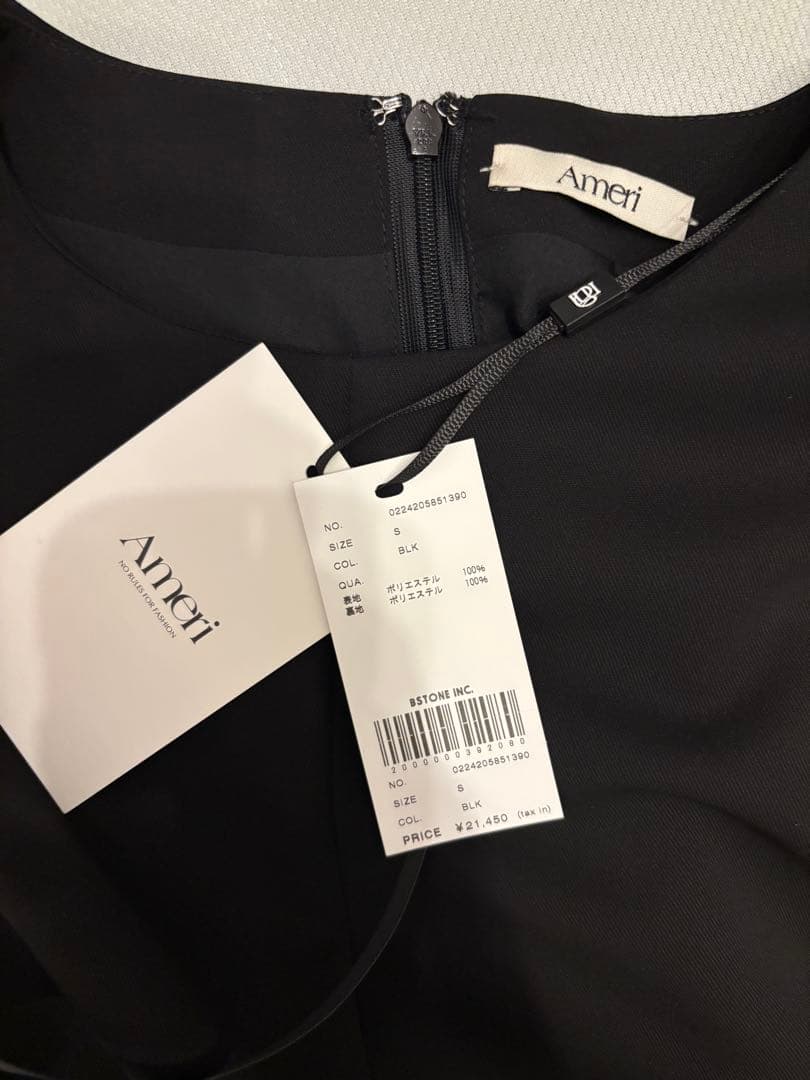 Ameri
Ameri
NO RULES FOR FASHION
NO. 0224205851390
SIZE S
COL. BLK
QUA.
表地 ポリエステル 100%
裏地 ポリエステル 100%
BSTONE INC.
2000000392080
NO. 0224205851390
SIZE S
COL. BLK
PRICE ¥21,450 (tax in)